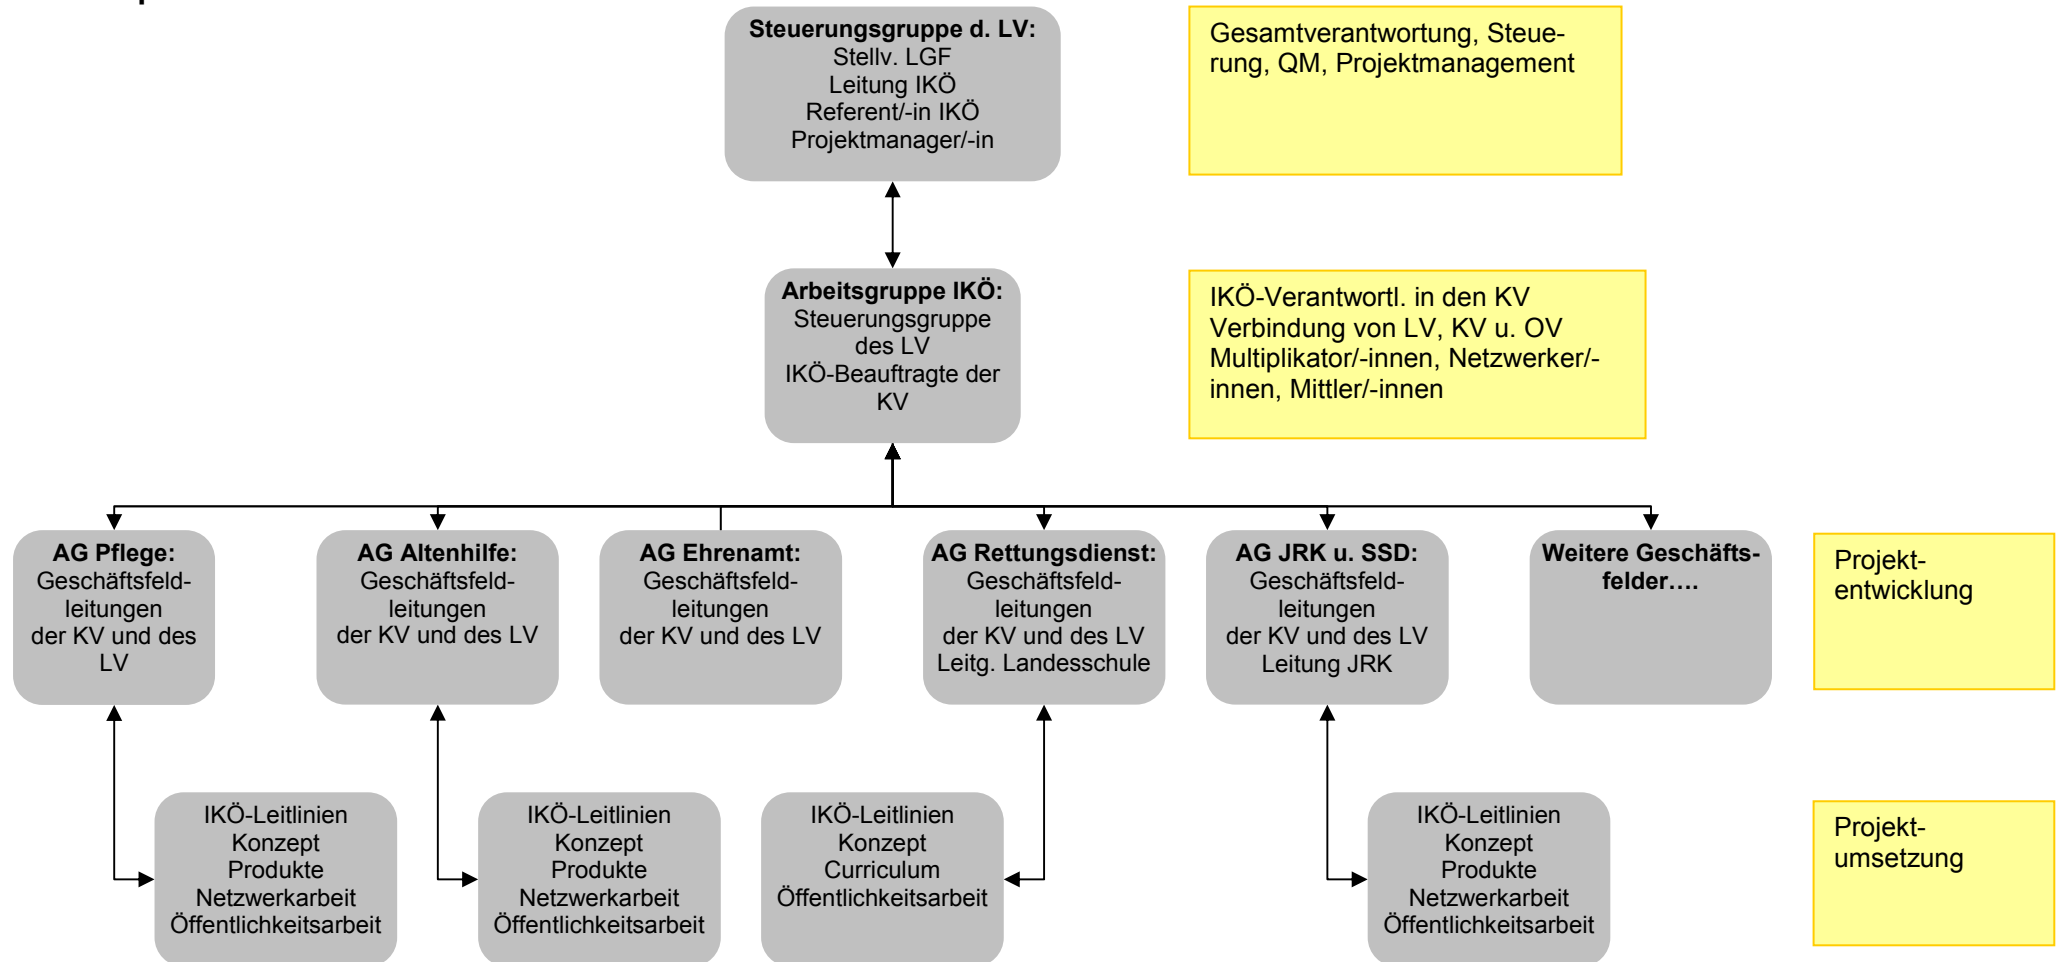 Steuerungsgruppe d. LV:
Stellv. LGF
Leitung IKÖ
Referent/-in IKÖ
Projektmanager/-in
Gesamtverantwortung, Steue-
rung, QM, Projektmanagement
Arbeitsgruppe IKÖ:
Steuerungsgruppe
des LV
IKÖ-Beauftragte der
KV
IKÖ-Verantwortl. in den KV
Verbindung von LV, KV u. OV
Multiplikator/-innen, Netzwerker/-
innen, Mittler/-innen
AG Pflege:
Geschäftsfeld-
leitungen
der KV und des
LV
AG Altenhilfe:
Geschäftsfeld-
leitungen
der KV und des LV
AG Ehrenamt:
Geschäftsfeld-
leitungen
der KV und des LV
AG Rettungsdienst:
Geschäftsfeld-
leitungen
der KV und des LV
Leitg. Landesschule
AG JRK u. SSD:
Geschäftsfeld-
leitungen
der KV und des LV
Leitung JRK
Weitere Geschäfts-
felder….
Projekt-
entwicklung
IKÖ-Leitlinien
Konzept
Produkte
Netzwerkarbeit
Öffentlichkeitsarbeit
IKÖ-Leitlinien
Konzept
Produkte
Netzwerkarbeit
Öffentlichkeitsarbeit
IKÖ-Leitlinien
Konzept
Curriculum
Öffentlichkeitsarbeit
IKÖ-Leitlinien
Konzept
Produkte
Netzwerkarbeit
Öffentlichkeitsarbeit
Projekt-
umsetzung